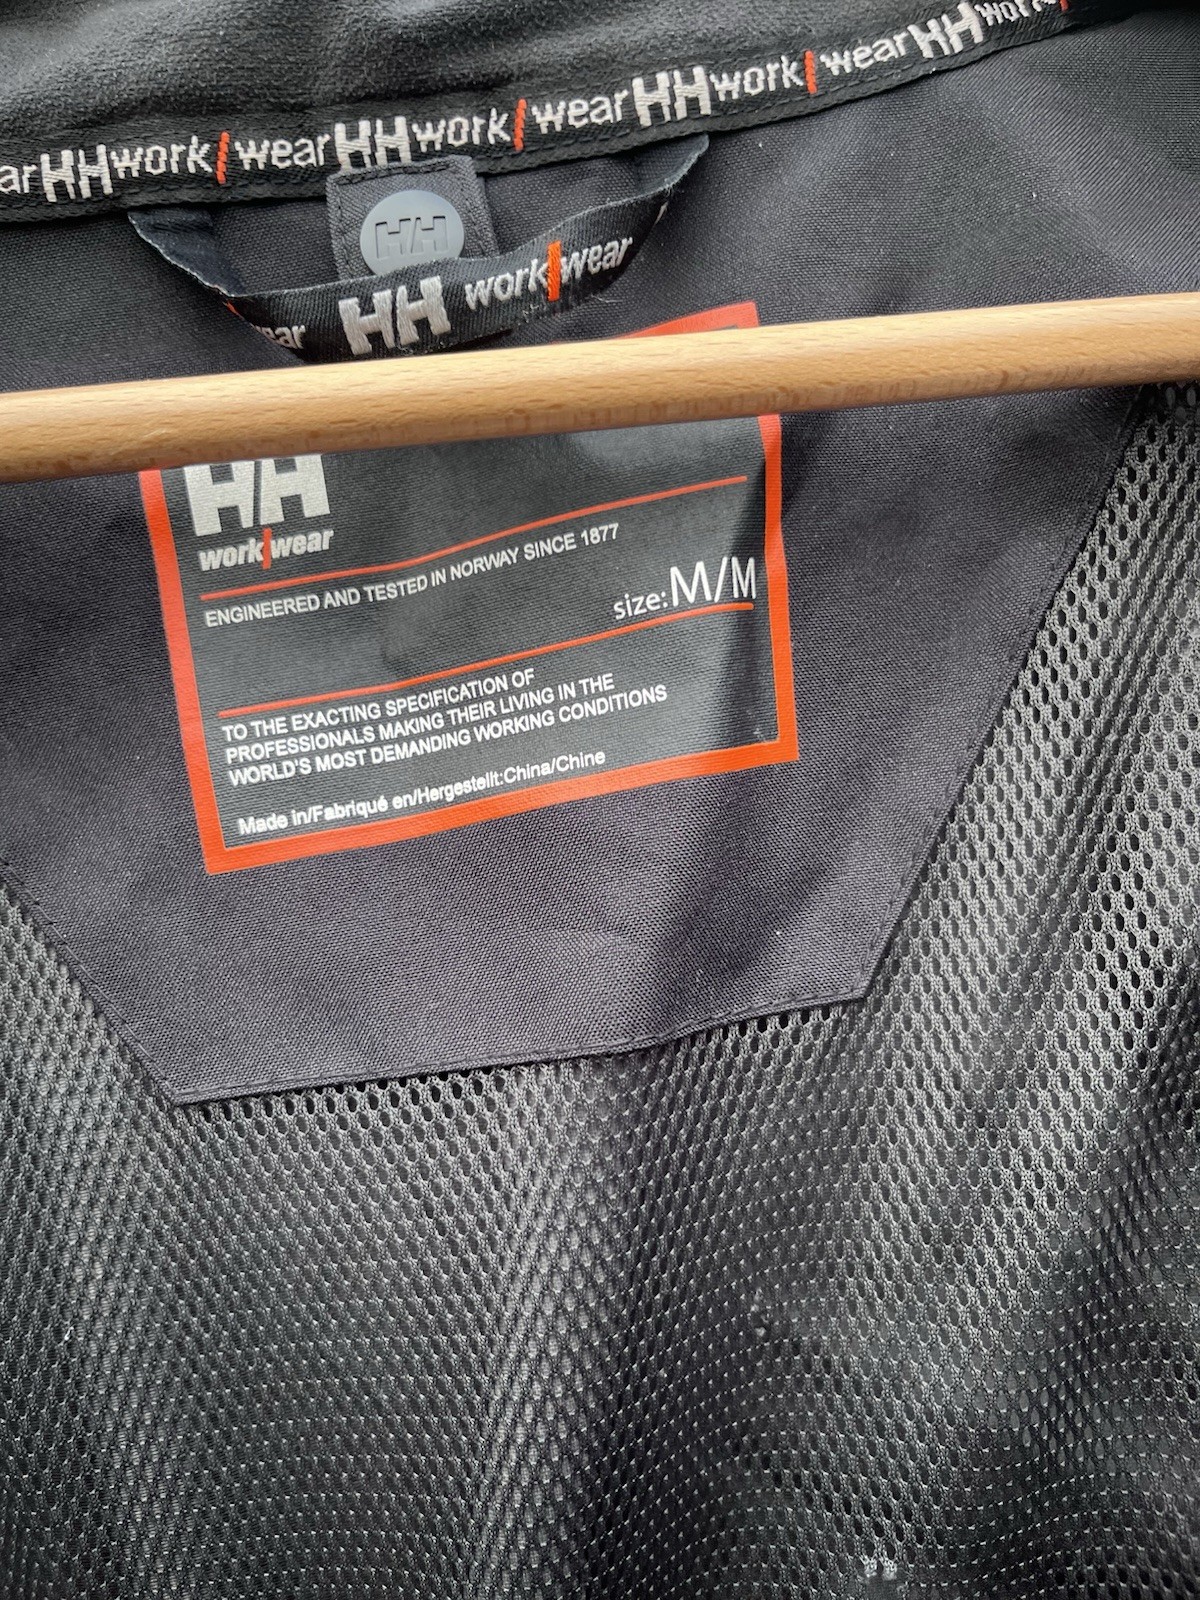 ar HH work/wear HH work/wear HH work/wear HH work
HH
wear HH work/wear
HH
work/wear
ENGINEERED AND TESTED IN NORWAY SINCE 1877
size: M/M
TO THE EXACTING SPECIFICATION OF
PROFESSIONALS MAKING THEIR LIVING IN THE
WORLD'S MOST DEMANDING WORKING CONDITIONS
Made in/Fabriqué en/Hergestellt:China/Chine